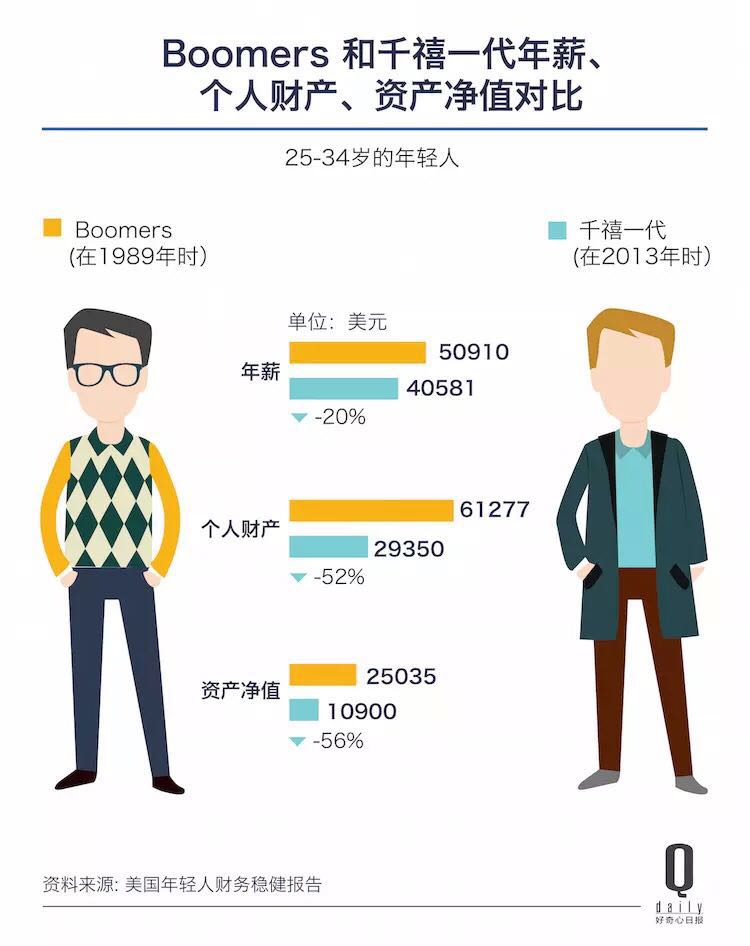 Boomers 和千禧一代年薪、
个人财产、资产净值对比
25-34岁的年轻人
Boomers
(在1989年时）
千禧一代
(在2013年时）
单位：美元
年薪
50910
40581
-20%
个人财产
61277
29350
-52%
资产净值
25035
10900
-56%
资料来源: 美国年轻人财务稳健报告
Q
daily
好奇心日报